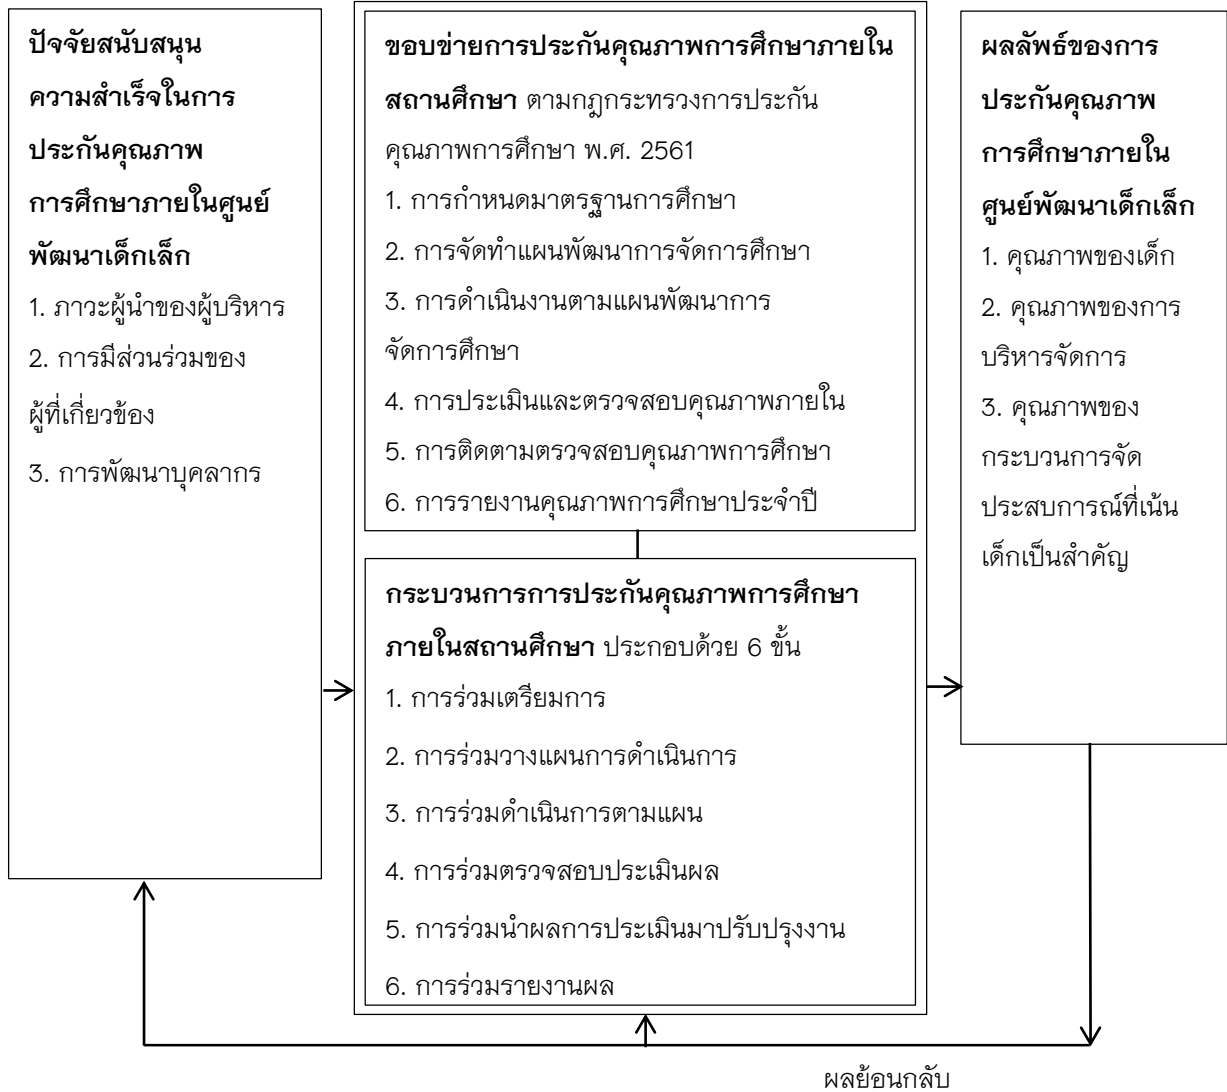 ปัจจัยสนับสนุน
ความสำเร็จในการ
ประกันคุณภาพ
การศึกษาภายในศูนย์
พัฒนาเด็กเล็ก
1. ภาวะผู้นำของผู้บริหาร
2. การมีส่วนร่วมของ
ผู้ที่เกี่ยวข้อง
3. การพัฒนาบุคลากร
ขอบข่ายการประกันคุณภาพการศึกษาภายใน
สถานศึกษา ตามกฎกระทรวงการประกัน
คุณภาพการศึกษา พ.ศ. 2561
1. การกำหนดมาตรฐานการศึกษา
2. การจัดทำแผนพัฒนาการจัดการศึกษา
3. การดำเนินงานตามแผนพัฒนาการ
จัดการศึกษา
4. การประเมินและตรวจสอบคุณภาพภายใน
5. การติดตามตรวจสอบคุณภาพการศึกษา
6. การรายงานคุณภาพการศึกษาประจำปี
กระบวนการการประกันคุณภาพการศึกษา
ภายในสถานศึกษา ประกอบด้วย 6 ขั้น
1. การร่วมเตรียมการ
2. การร่วมวางแผนการดำเนินการ
3. การร่วมดำเนินการตามแผน
4. การร่วมตรวจสอบประเมินผล
5. การร่วมนำผลการประเมินมาปรับปรุงงาน
6. การร่วมรายงานผล
ผลลัพธ์ของการ
ประกันคุณภาพ
การศึกษาภายใน
ศูนย์พัฒนาเด็กเล็ก
1. คุณภาพของเด็ก
2. คุณภาพของการ
บริหารจัดการ
3. คุณภาพของ
กระบวนการจัด
ประสบการณ์ที่เน้น
เด็กเป็นสำคัญ
ผลย้อนกลับ